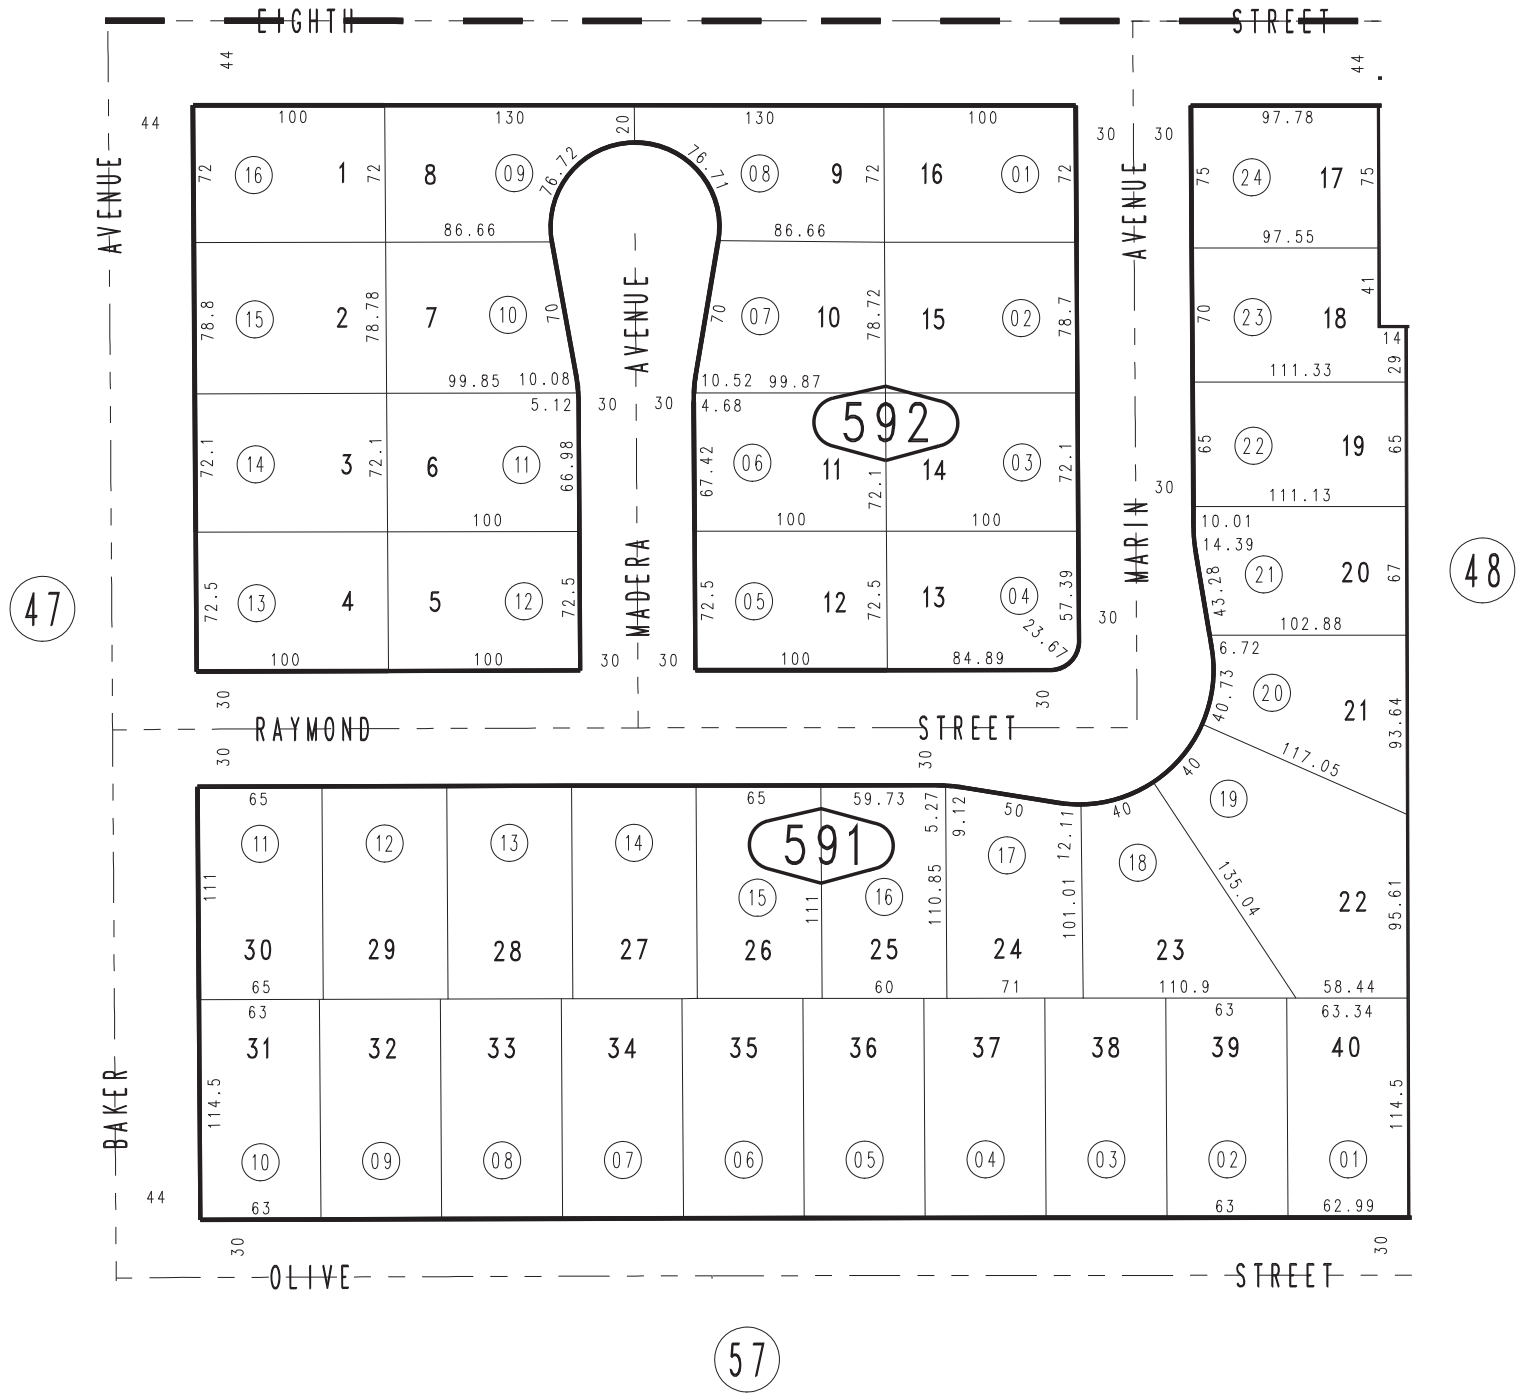 EIGHTH STREET
44 44
44 100 130 20 130 100 30 30 97.78
AVENUE
72 16 1 72 8 09 76.72 76.71 08 9 72 16 01 72 AVENUE 75 24 17 75
86.66 86.66 97.55
78.8 15 2 78.78 7 10 70 AVENUE 70 07 10 78.72 15 02 78.7 70 23 18 41
14
29
99.85 10.08 10.52 99.87 111.33
5.12 30 30 4.68 592
72.1 14 3 72.1 6 11 66.98 67.42 06 11 72.1 14 03 72.1 30 65 22 19 65
100 100 100 111.13
10.01
14.39
47 72.5 13 4 5 12 72.5 MADERA 72.5 05 12 72.5 13 04 57.39 MARIN 43.28 21 20 67 48
30 23.67 102.88
100 100 30 30 100 84.89 6.72
30 30 40.73 20 21 93.64
RAYMOND STREET
30 30 40 117.05
65 65 59.73 5.27 9.12 50 12.11 40 19
11 12 13 14 591 17 18
111 15 111 16 110.85 101.01 135.04 22 95.61
30 29 28 27 26 25 24 23
65 60 71 110.9 58.44
63 63 63.34
31 32 33 34 35 36 37 38 39 40
BAKER 114.5 114.5
10 09 08 07 06 05 04 03 02 01
44 63 63 62.99
30 30
OLIVE STREET
57